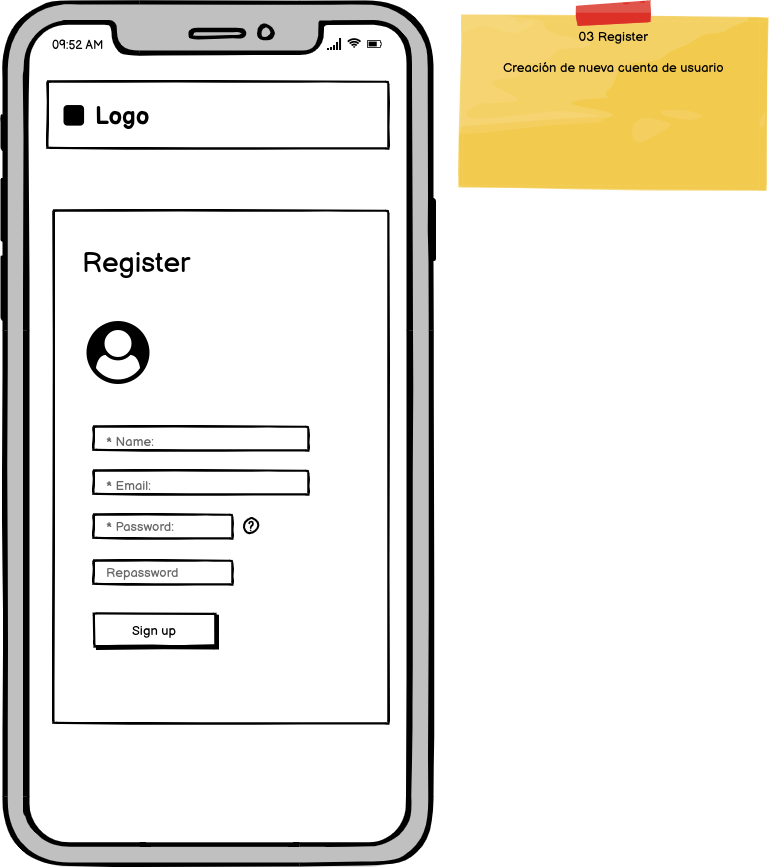 09:52 AM
Logo
Register
* Name:
* Email:
* Password:
?
Repassword
Sign up
03 Register
Creación de nueva cuenta de usuario